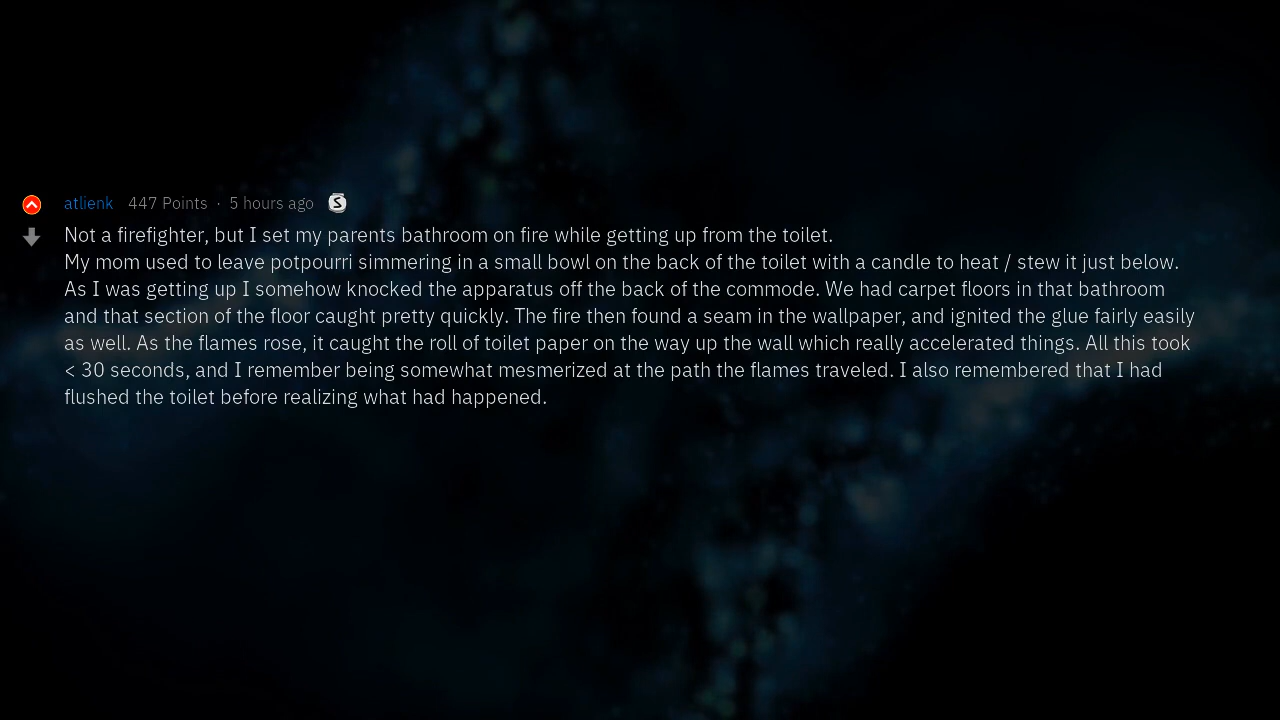 atlienk 447 Points · 5 hours ago S
Not a firefighter, but I set my parents bathroom on fire while getting up from the toilet.
My mom used to leave potpourri simmering in a small bowl on the back of the toilet with a candle to heat / stew it just below.
As I was getting up I somehow knocked the apparatus off the back of the commode. We had carpet floors in that bathroom
and that section of the floor caught pretty quickly. The fire then found a seam in the wallpaper, and ignited the glue fairly easily
as well. As the flames rose, it caught the roll of toilet paper on the way up the wall which really accelerated things. All this took
< 30 seconds, and I remember being somewhat mesmerized at the path the flames traveled. I also remembered that I had
flushed the toilet before realizing what had happened.